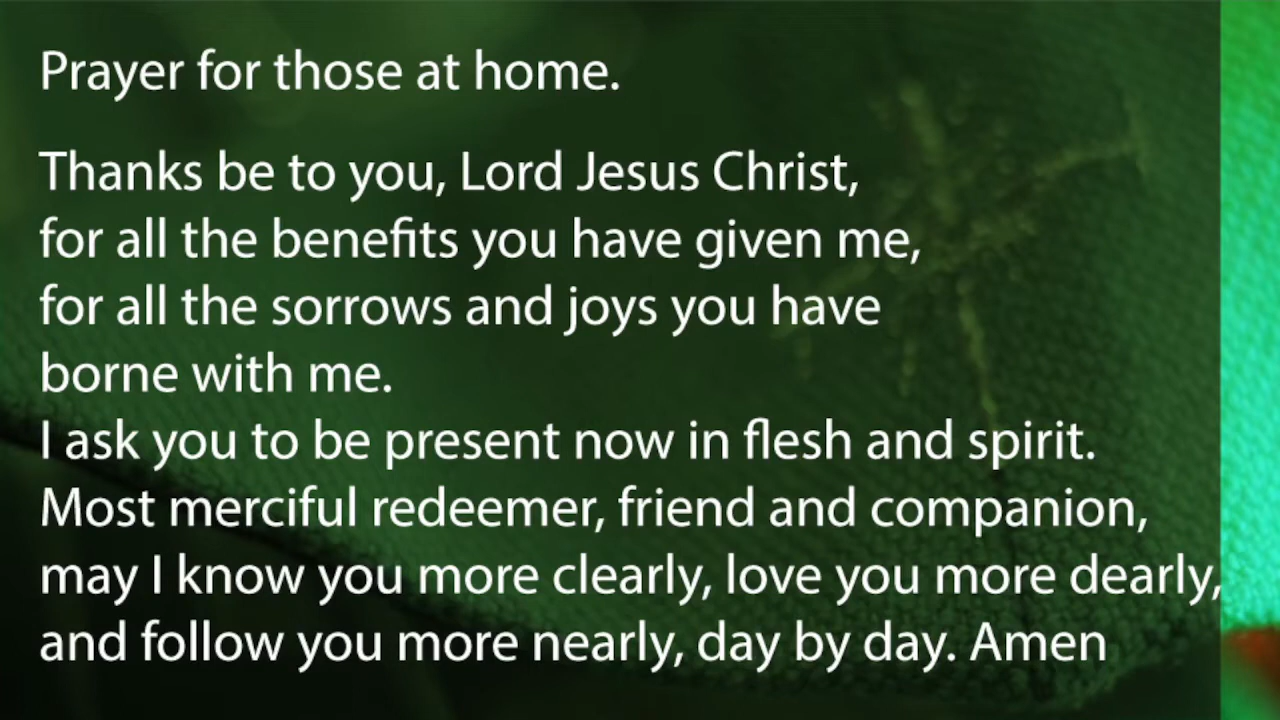 Prayer for those at home.
Thanks be to you, Lord Jesus Christ,
for all the benefits you have given me,
for all the sorrows and joys you have
borne with me.
I ask you to be present now in flesh and spirit.
Most merciful redeemer, friend and companion,
may I know you more clearly, love you more dearly,
and follow you more nearly, day by day. Amen